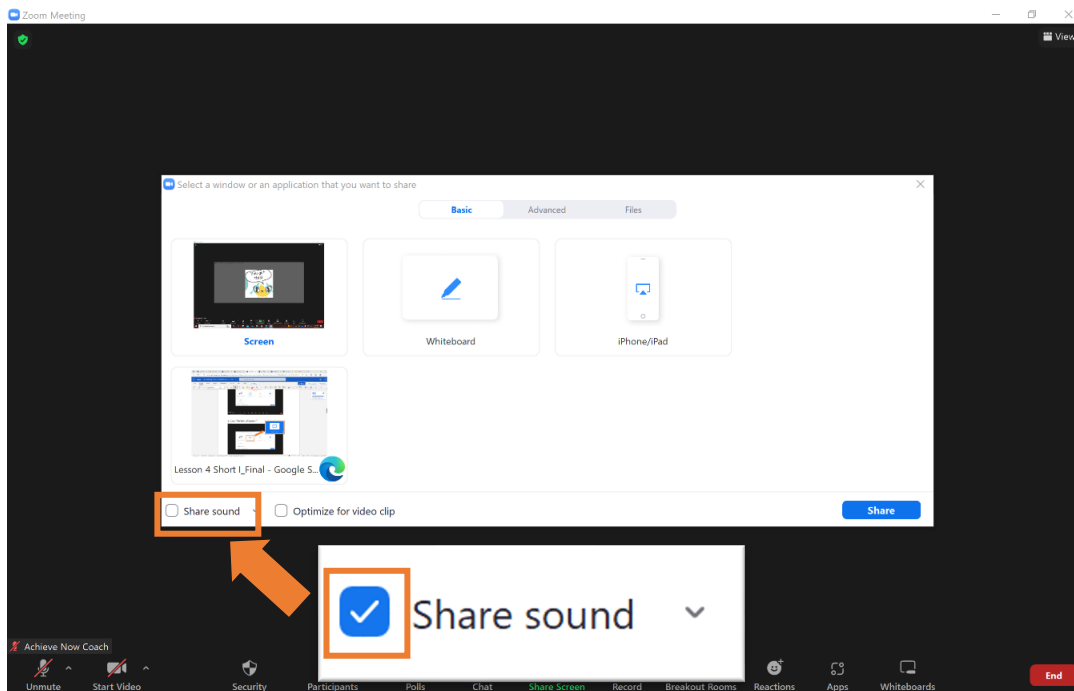 Zoom Meeting
View
Select a window or an application that you want to share
Basic
Advanced
Files
Screen
Whiteboard
iPhone/iPad
Lesson 4 Short I_Final - Google S...
Share sound
Optimize for video clip
Share
Share sound
Achieve Now Coach
Unmute
Start Video
Security
Participants
Polls
Chat
Share Screen
Record
Breakout Rooms
Reactions
Apps
Whiteboards
End